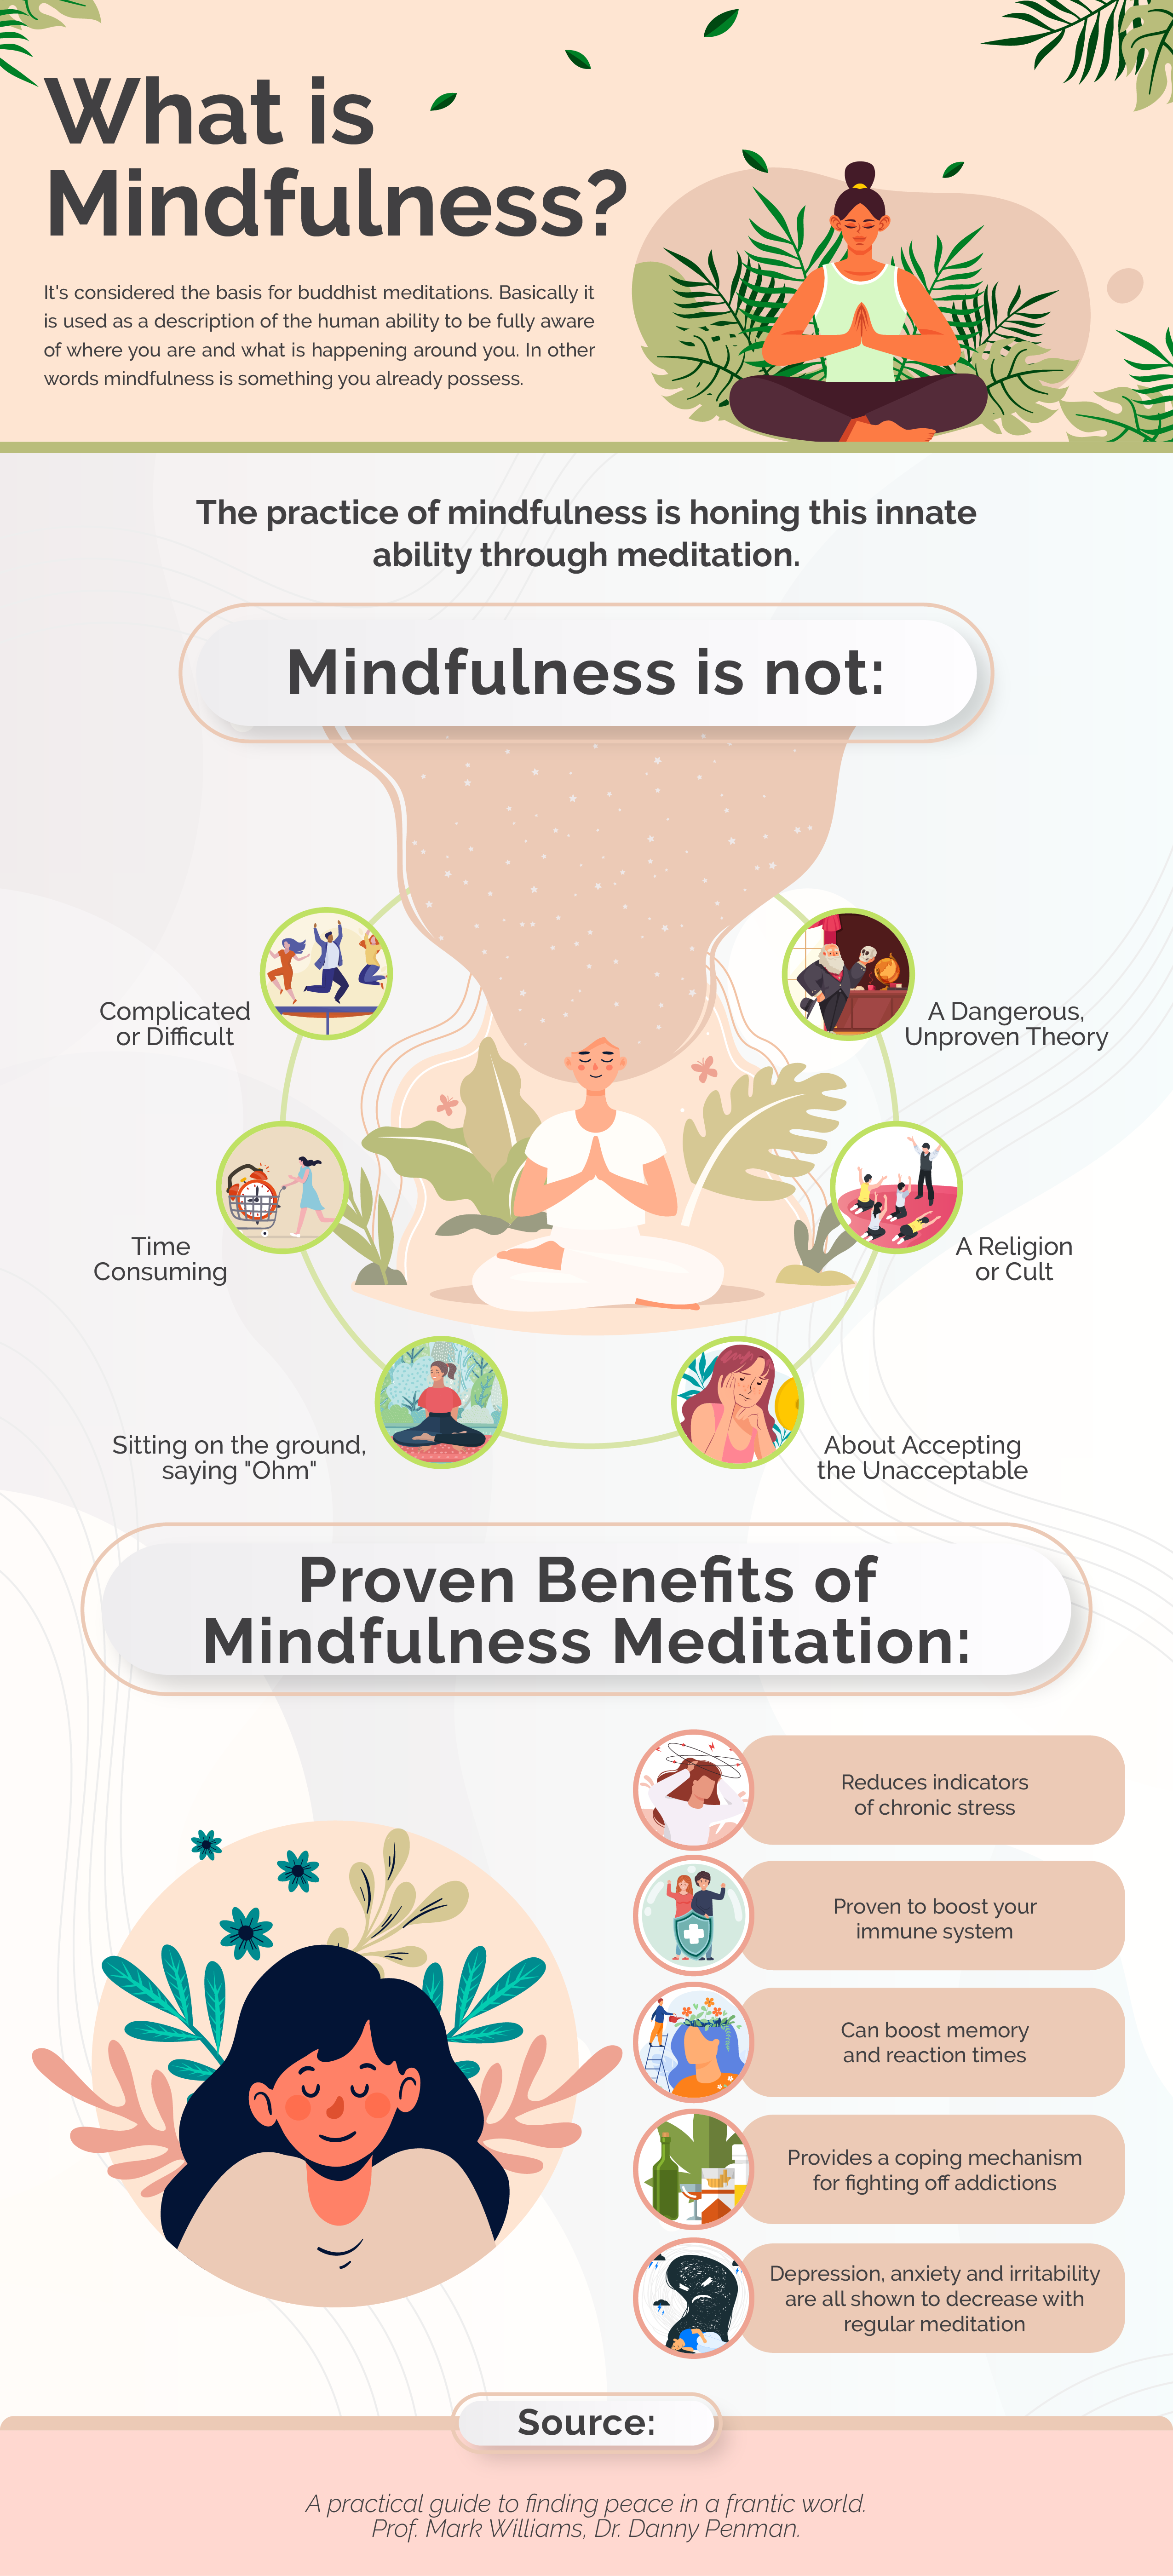 What is
Mindfulness?
It's considered the basis for buddhist meditations. Basically it
is used as a description of the human ability to be fully aware
of where you are and what is happening around you. In other
words mindfulness is something you already possess.
The practice of mindfulness is honing this innate
ability through meditation.
Mindfulness is not:
Complicated
or Difficult
A Dangerous,
Unproven Theory
Time
Consuming
A Religion
or Cult
Sitting on the ground,
saying "Ohm"
About Accepting
the Unacceptable
Proven Benefits of
Mindfulness Meditation:
Reduces indicators
of chronic stress
Proven to boost your
immune system
Can boost memory
and reaction times
Provides a coping mechanism
for fighting off addictions
Depression, anxiety and irritability
are all shown to decrease with
regular meditation
Source:
A practical guide to finding peace in a frantic world.
Prof. Mark Williams, Dr. Danny Penman.